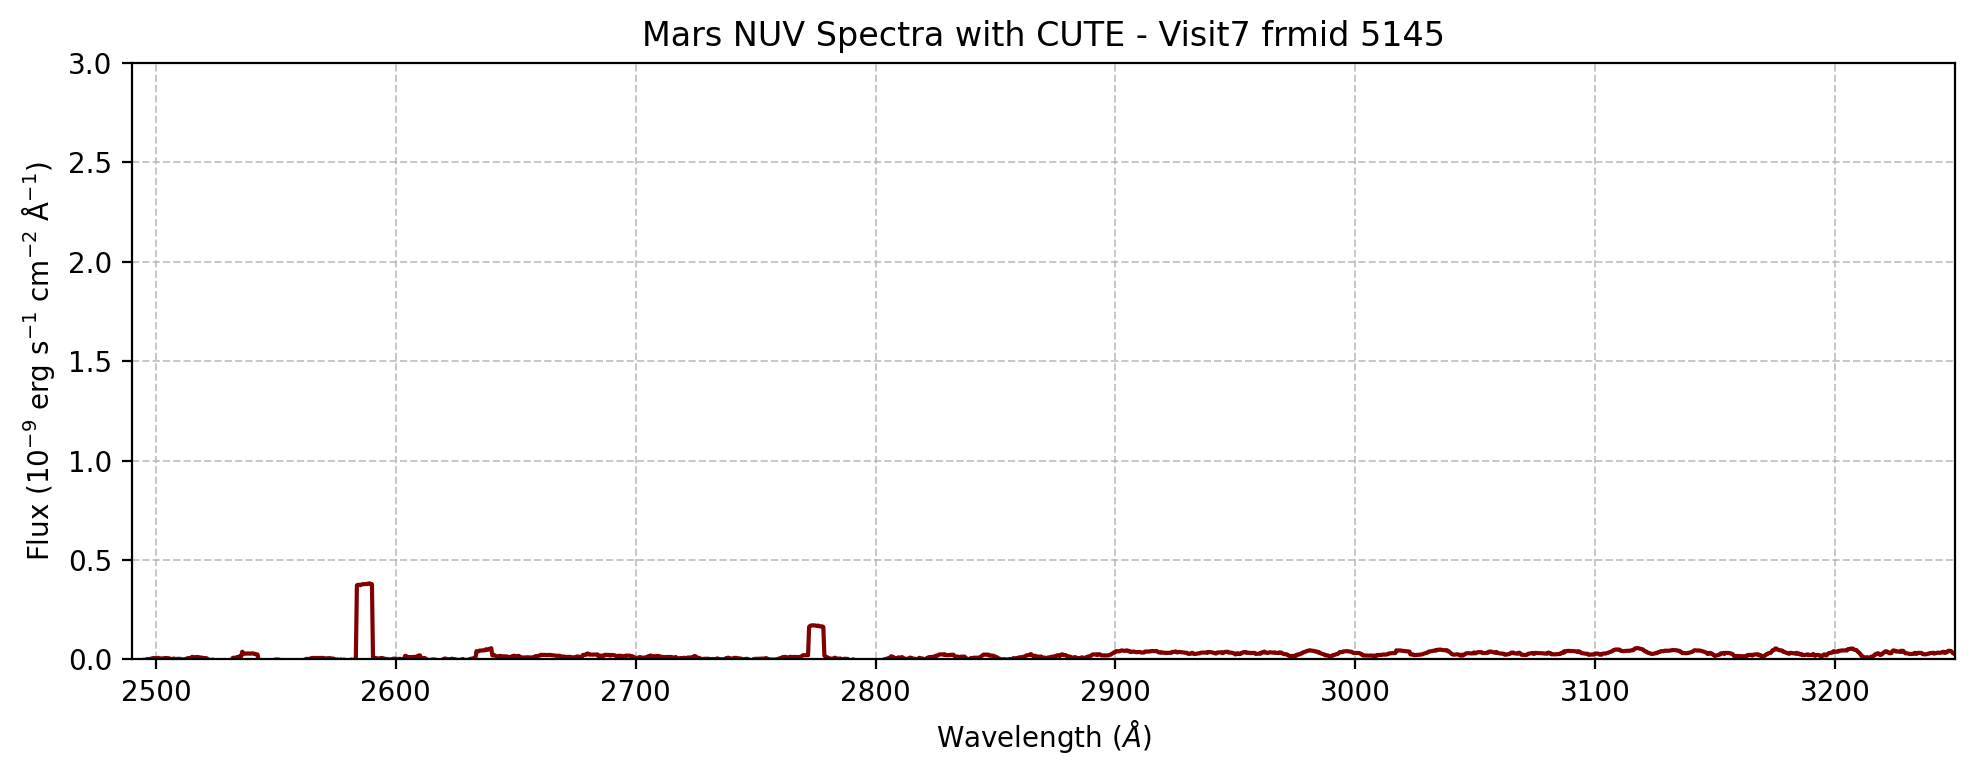 Mars NUV Spectra with CUTE - Visit7 frmid 5145
3.0
2.5
2.0
1.5
1.0
0.5
0.0
Flux (10⁻⁹ erg s⁻¹ cm⁻² Å⁻¹)
2500 2600 2700 2800 2900 3000 3100 3200
Wavelength (Å)